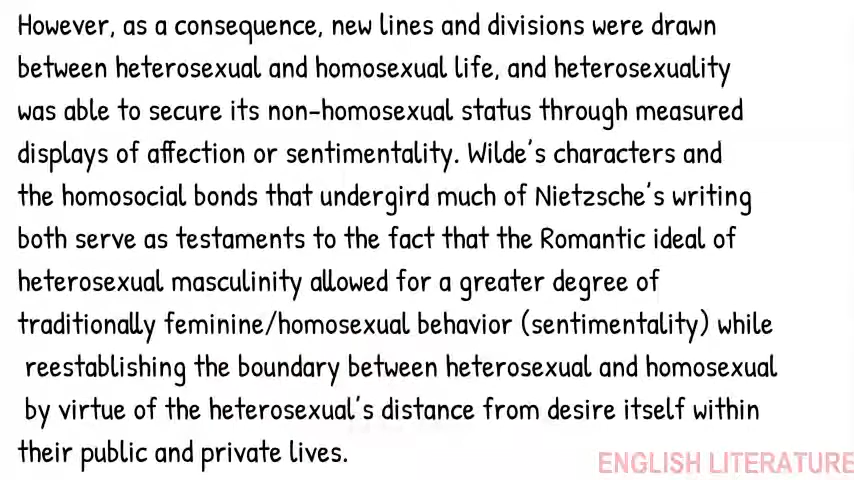 However, as a consequence, new lines and divisions were drawn
between heterosexual and homosexual life, and heterosexuality
was able to secure its non-homosexual status through measured
displays of affection or sentimentality. Wilde's characters and
the homosocial bonds that undergird much of Nietzsche's writing
both serve as testaments to the fact that the Romantic ideal of
heterosexual masculinity allowed for a greater degree of
traditionally feminine/homosexual behavior (sentimentality) while
reestablishing the boundary between heterosexual and homosexual
by virtue of the heterosexual's distance from desire itself within
their public and private lives.
ENGLISH LITERATURE